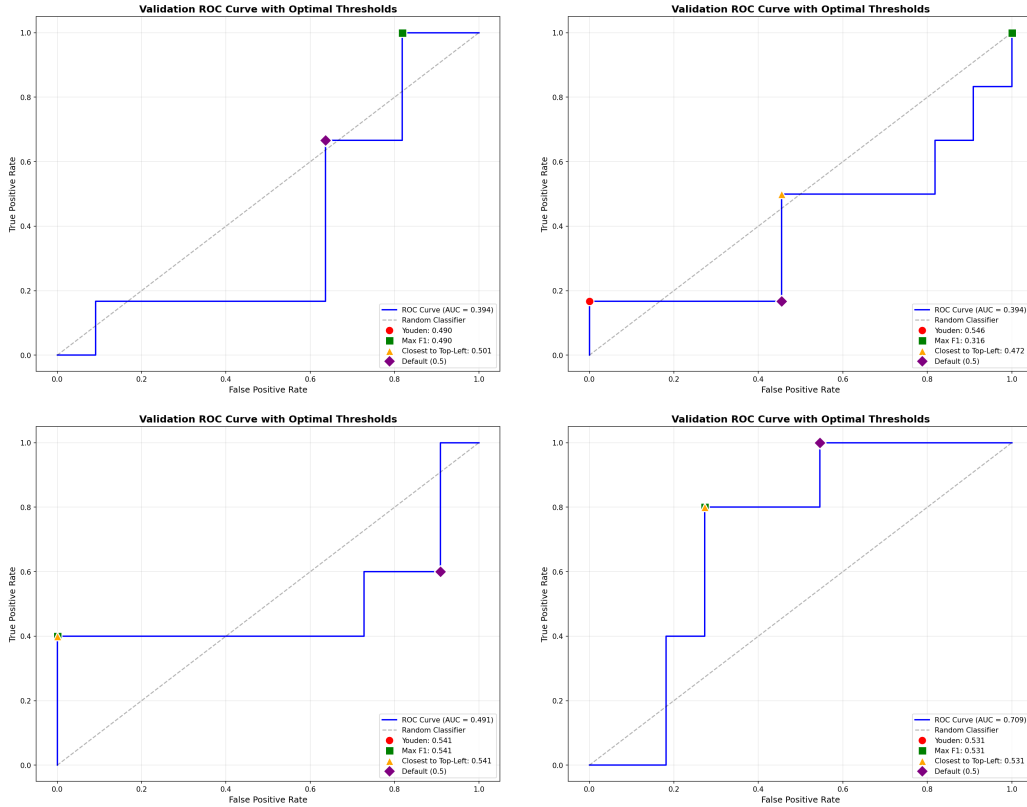 Validation ROC Curve with Optimal Thresholds
True Positive Rate
1.0
0.8
0.6
0.4
0.2
0.0
0.0 0.2 0.4 0.6 0.8 1.0
False Positive Rate
ROC Curve (AUC = 0.394)
Random Classifier
Youden: 0.490
Max F1: 0.490
Closest to Top-Left: 0.501
Default (0.5)
Validation ROC Curve with Optimal Thresholds
True Positive Rate
1.0
0.8
0.6
0.4
0.2
0.0
0.0 0.2 0.4 0.6 0.8 1.0
False Positive Rate
ROC Curve (AUC = 0.394)
Random Classifier
Youden: 0.546
Max F1: 0.316
Closest to Top-Left: 0.472
Default (0.5)
Validation ROC Curve with Optimal Thresholds
True Positive Rate
1.0
0.8
0.6
0.4
0.2
0.0
0.0 0.2 0.4 0.6 0.8 1.0
False Positive Rate
ROC Curve (AUC = 0.491)
Random Classifier
Youden: 0.541
Max F1: 0.541
Closest to Top-Left: 0.541
Default (0.5)
Validation ROC Curve with Optimal Thresholds
True Positive Rate
1.0
0.8
0.6
0.4
0.2
0.0
0.0 0.2 0.4 0.6 0.8 1.0
False Positive Rate
ROC Curve (AUC = 0.709)
Random Classifier
Youden: 0.531
Max F1: 0.531
Closest to Top-Left: 0.531
Default (0.5)